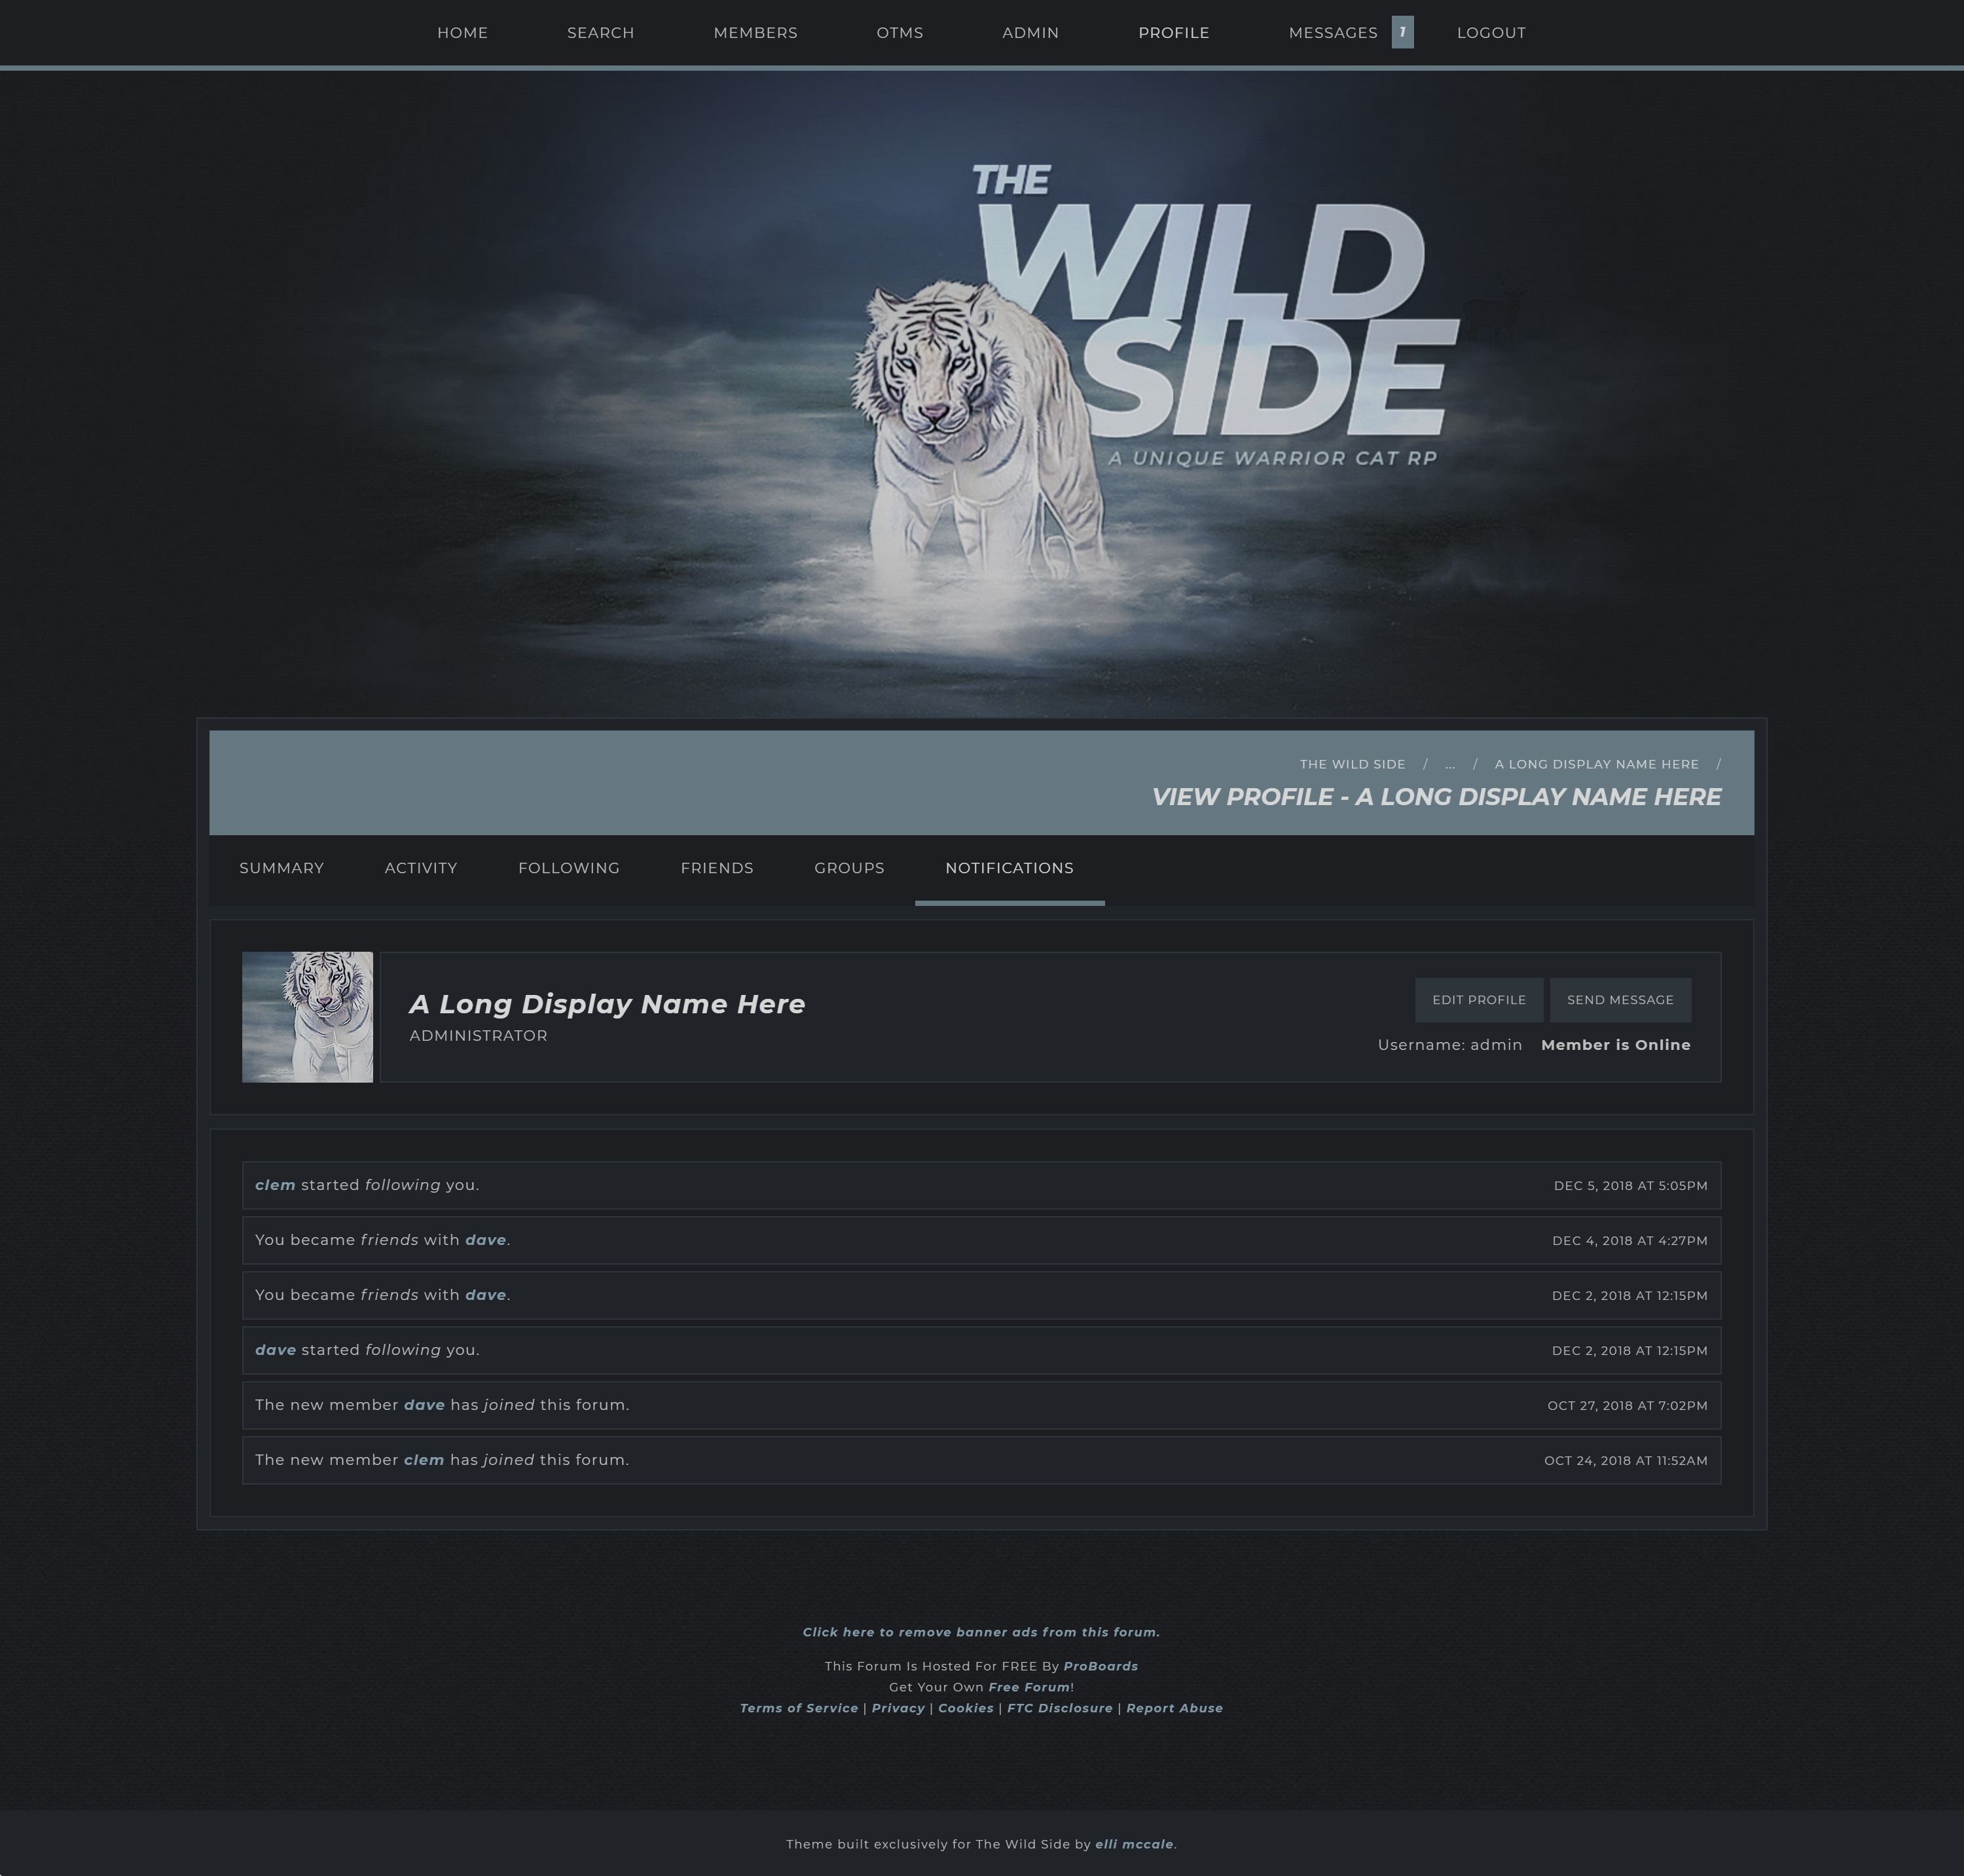 HOME SEARCH MEMBERS OTMS ADMIN PROFILE MESSAGES 1 LOGOUT
THE
WILD
SIDE
A UNIQUE WARRIOR CAT RP
THE WILD SIDE / ... / A LONG DISPLAY NAME HERE /
VIEW PROFILE - A LONG DISPLAY NAME HERE
SUMMARY ACTIVITY FOLLOWING FRIENDS GROUPS NOTIFICATIONS
A Long Display Name Here
ADMINISTRATOR
EDIT PROFILE SEND MESSAGE
Username: admin Member is Online
clem started following you. DEC 5, 2018 AT 5:05PM
You became friends with dave. DEC 4, 2018 AT 4:27PM
You became friends with dave. DEC 2, 2018 AT 12:15PM
dave started following you. DEC 2, 2018 AT 12:15PM
The new member dave has joined this forum. OCT 27, 2018 AT 7:02PM
The new member clem has joined this forum. OCT 24, 2018 AT 11:52AM
Click here to remove banner ads from this forum.
This Forum Is Hosted For FREE By ProBoards
Get Your Own Free Forum!
Terms of Service | Privacy | Cookies | FTC Disclosure | Report Abuse
Theme built exclusively for The Wild Side by elli mccale.